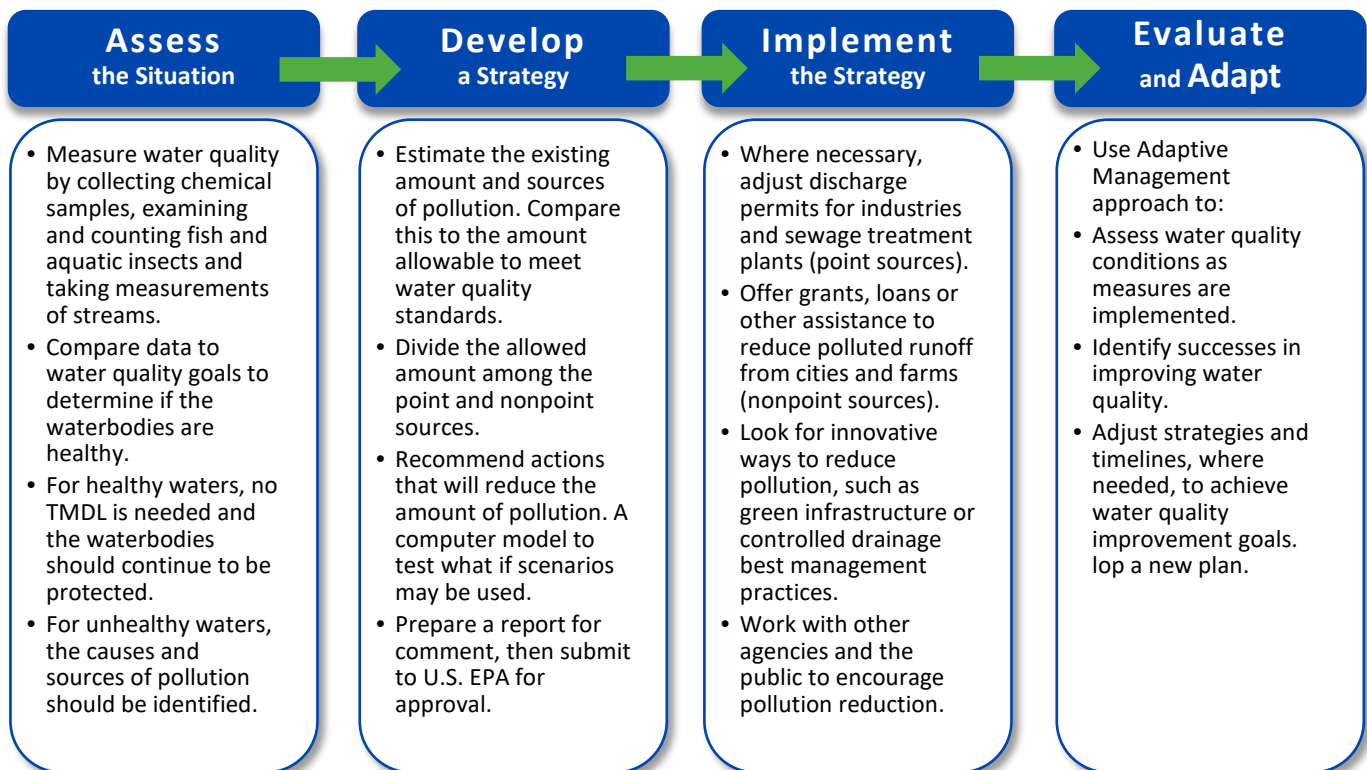 Assess
the Situation
• Measure water quality
by collecting chemical
samples, examining
and counting fish and
aquatic insects and
taking measurements
of streams.
• Compare data to
water quality goals to
determine if the
waterbodies are
healthy.
• For healthy waters, no
TMDL is needed and
the waterbodies
should continue to be
protected.
• For unhealthy waters,
the causes and
sources of pollution
should be identified.
Develop
a Strategy
• Estimate the existing
amount and sources
of pollution. Compare
this to the amount
allowable to meet
water quality
standards.
• Divide the allowed
amount among the
point and nonpoint
sources.
• Recommend actions
that will reduce the
amount of pollution. A
computer model to
test what if scenarios
may be used.
• Prepare a report for
comment, then submit
to U.S. EPA for
approval.
Implement
the Strategy
• Where necessary,
adjust discharge
permits for industries
and sewage treatment
plants (point sources).
• Offer grants, loans or
other assistance to
reduce polluted runoff
from cities and farms
(nonpoint sources).
• Look for innovative
ways to reduce
pollution, such as
green infrastructure or
controlled drainage
best management
practices.
• Work with other
agencies and the
public to encourage
pollution reduction.
Evaluate
and Adapt
• Use Adaptive
Management
approach to:
• Assess water quality
conditions as
measures are
implemented.
• Identify successes in
improving water
quality.
• Adjust strategies and
timelines, where
needed, to achieve
water quality
improvement goals.
lop a new plan.